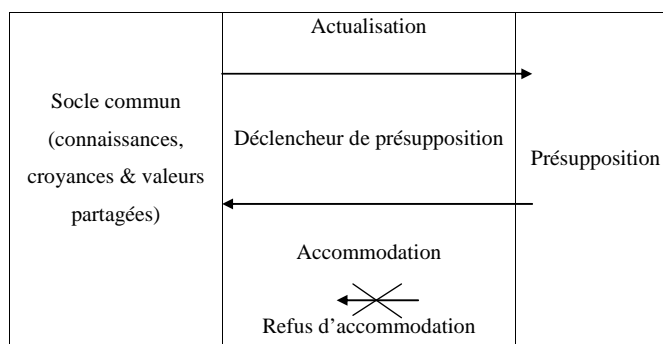 Socle commun
(connaissances,
croyances & valeurs
partagées)
Actualisation
Déclencheur de présupposition
Accommodation
Refus d'accommodation
Présupposition